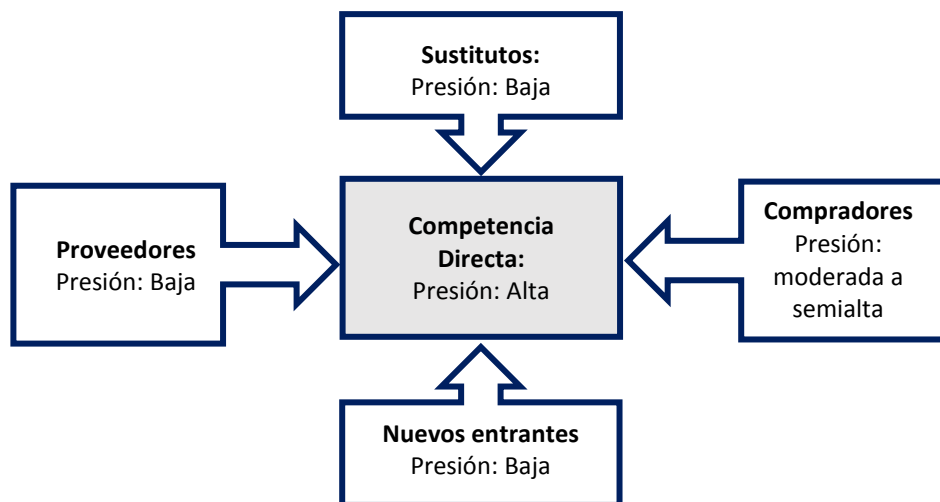 Sustitutos:
Presión: Baja
Proveedores
Presión: Baja
Competencia
Directa:
Presión: Alta
Compradores
Presión:
moderada a
semialta
Nuevos entrantes
Presión: Baja